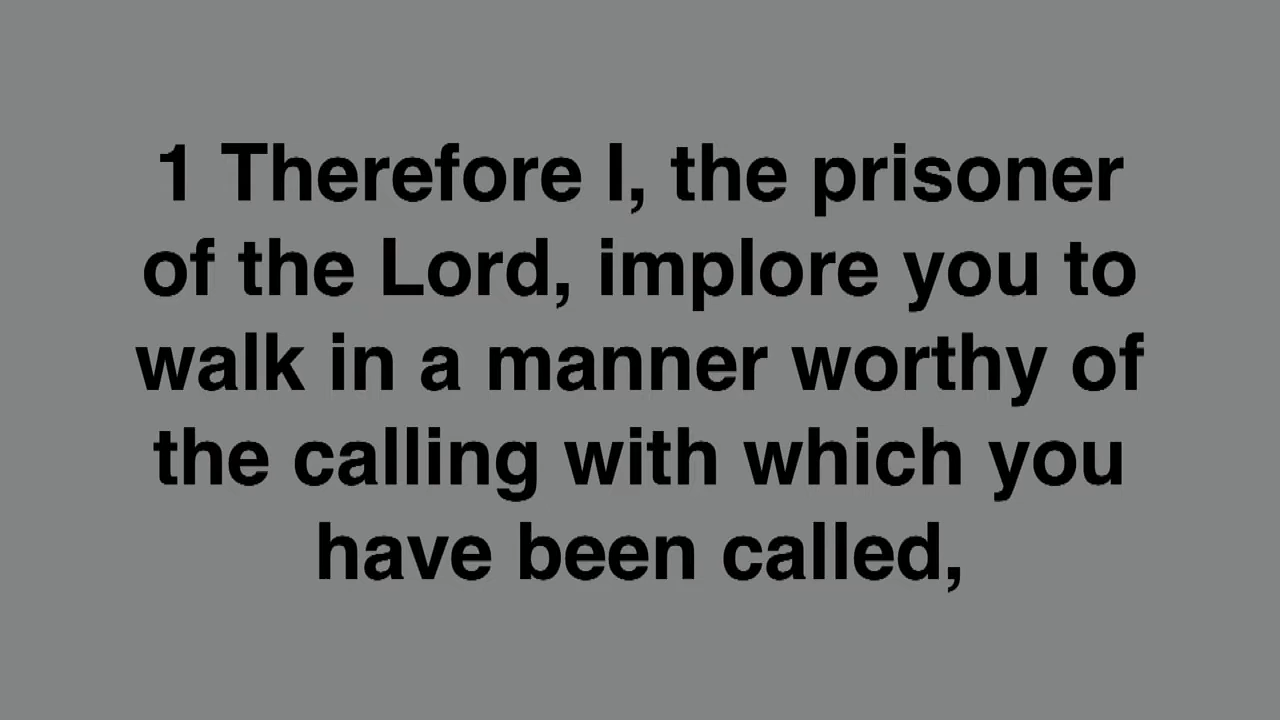 1 Therefore I, the prisoner
of the Lord, implore you to
walk in a manner worthy of
the calling with which you
have been called,